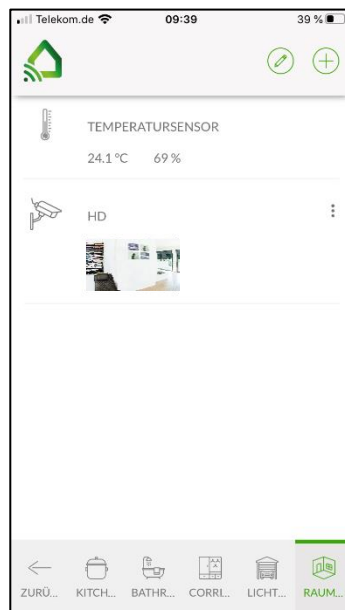 Telekom.de 09:39 39 %
TEMPERATURSENSOR
24.1 °C 69 %
HD
ZURÜ... KITCH... BATHR... CORRI... LICHT... RAUM...